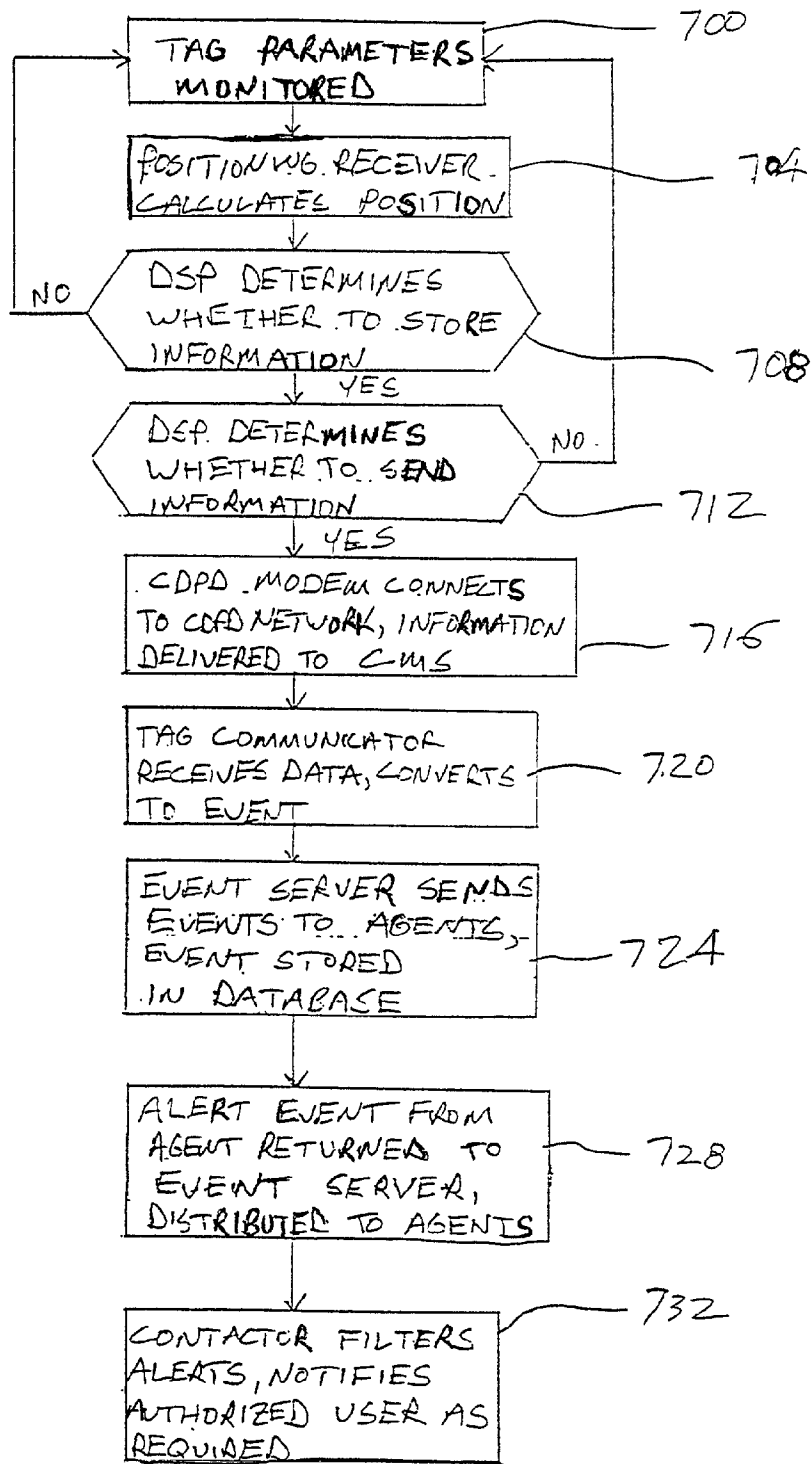 TAG PARAMETERS
MONITORED
700
POSITIONING RECEIVER
CALCULATES POSITION
704
DSP DETERMINES
WHETHER TO STORE
INFORMATION
NO
708
YES
DSP DETERMINES
WHETHER TO SEND
INFORMATION
NO
712
YES
CDPD MODEM CONNECTS
TO CDPD NETWORK, INFORMATION
DELIVERED TO CMS
716
TAG COMMUNICATOR
RECEIVES DATA, CONVERTS
TO EVENT
720
EVENT SERVER SENDS
EVENTS TO AGENTS,
EVENT STORED
IN DATABASE
724
ALERT EVENT FROM
AGENT RETURNED TO
EVENT SERVER,
DISTRIBUTED TO AGENTS
728
CONTACTOR FILTERS
ALERTS, NOTIFIES
AUTHORIZED USER AS
REQUIRED
732